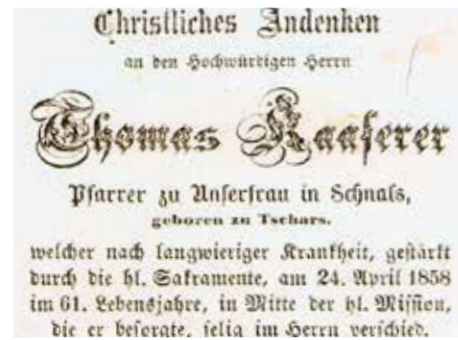 Christliches Andenken
an den Hochwürdigen Herrn
Thomas Kaaserer
Pfarrer zu Unserfrau in Schnals,
geboren zu Tschars.
welcher nach langwieriger Krankheit, gestärkt
durch die hl. Sakramente, am 24. April 1858
im 61. Lebensjahre, in Mitte der hl. Mission,
die er besorgte, selig im Herrn verschied.